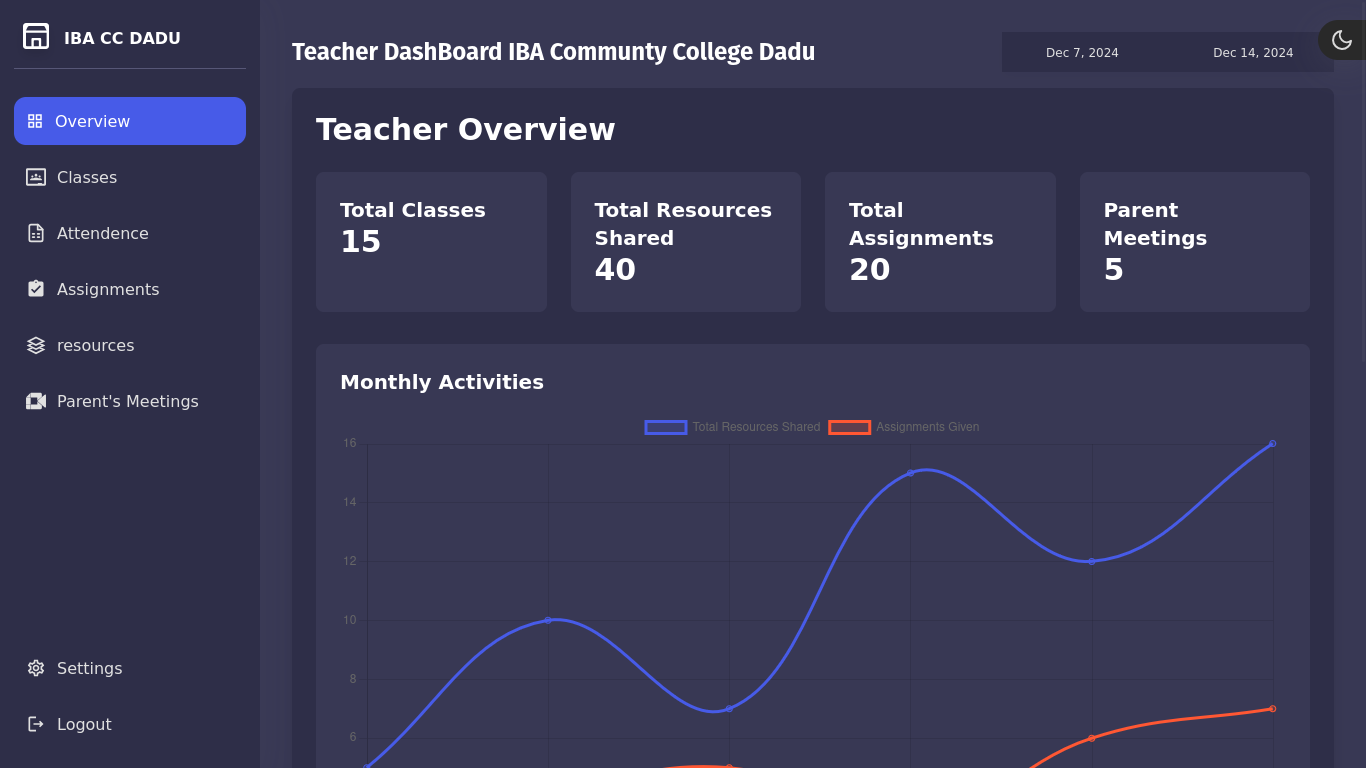 IBA CC DADU
Overview
Classes
Attendence
Assignments
resources
Parent's Meetings
Settings
Logout
Teacher DashBoard IBA Communty College Dadu
Dec 7, 2024
Dec 14, 2024
Teacher Overview
Total Classes
15
Total Resources
Shared
40
Total
Assignments
20
Parent
Meetings
5
Monthly Activities
Total Resources Shared
Assignments Given
16
14
12
10
8
6